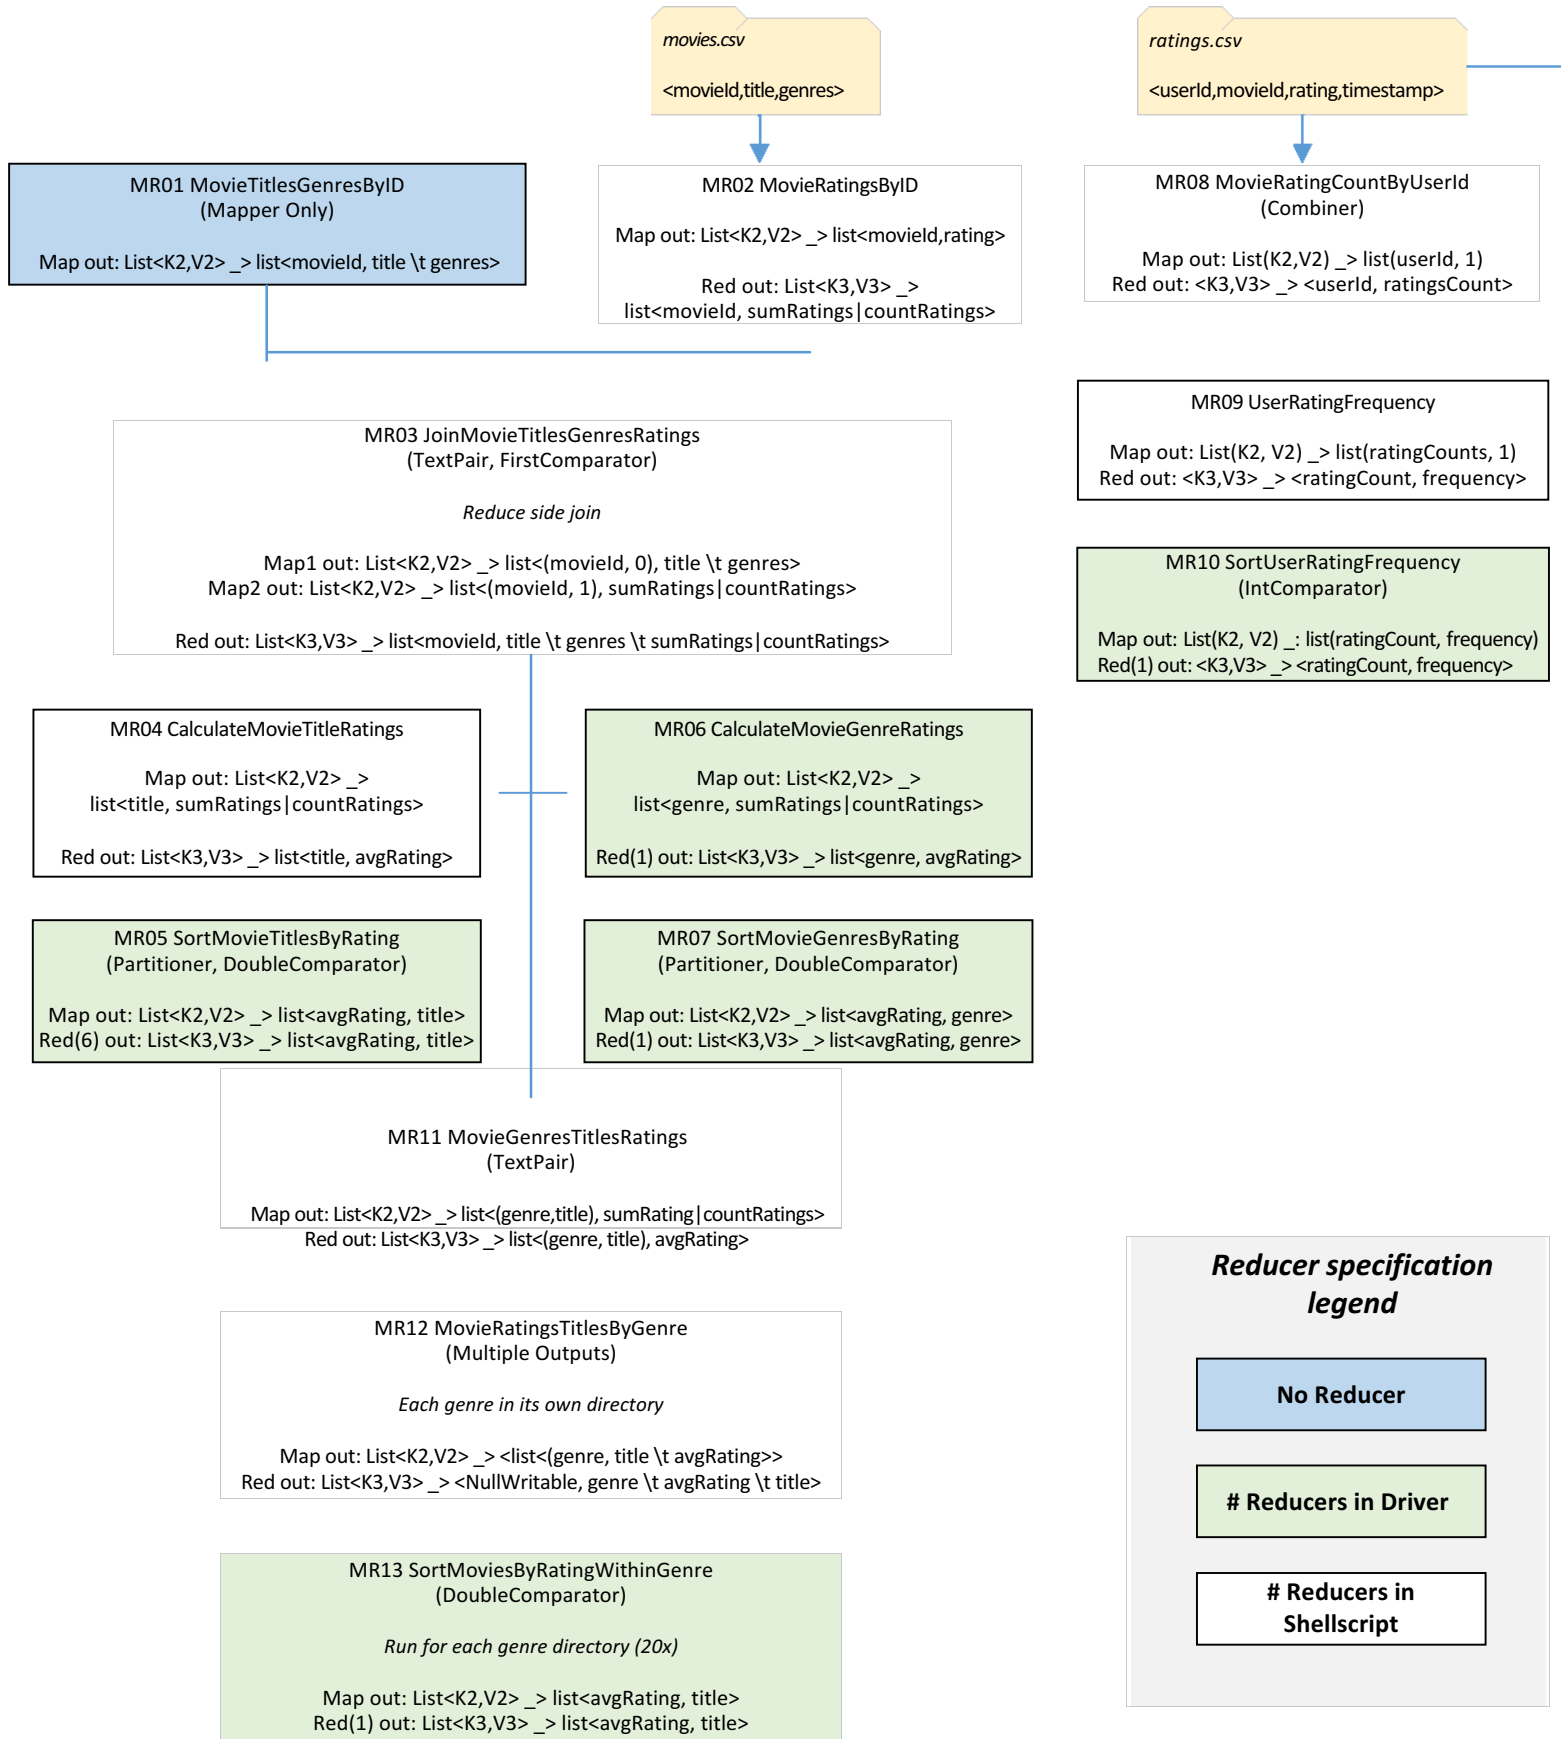 movies.csv
<movieId,title,genres>
ratings.csv
<userId,movieId,rating,timestamp>
MR01 MovieTitlesGenresByID
(Mapper Only)
Map out: List<K2,V2> _> list<movieId, title \t genres>
MR02 MovieRatingsByID
Map out: List<K2,V2> _> list<movieId,rating>
Red out: List<K3,V3> _>
list<movieId, sumRatings|countRatings>
MR08 MovieRatingCountByUserId
(Combiner)
Map out: List(K2,V2) _> list(userId, 1)
Red out: <K3,V3> _> <userId, ratingsCount>
MR09 UserRatingFrequency
Map out: List(K2, V2) _> list(ratingCounts, 1)
Red out: <K3,V3> _> <ratingCount, frequency>
MR03 JoinMovieTitlesGenresRatings
(TextPair, FirstComparator)
Reduce side join
Map1 out: List<K2,V2> _> list<(movieId, 0), title \t genres>
Map2 out: List<K2,V2> _> list<(movieId, 1), sumRatings|countRatings>
Red out: List<K3,V3> _> list<movieId, title \t genres \t sumRatings|countRatings>
MR10 SortUserRatingFrequency
(IntComparator)
Map out: List(K2, V2) _: list(ratingCount, frequency)
Red(1) out: <K3,V3> _> <ratingCount, frequency>
MR04 CalculateMovieTitleRatings
Map out: List<K2,V2> _>
list<title, sumRatings|countRatings>
Red out: List<K3,V3> _> list<title, avgRating>
MR06 CalculateMovieGenreRatings
Map out: List<K2,V2> _>
list<genre, sumRatings|countRatings>
Red(1) out: List<K3,V3> _> list<genre, avgRating>
MR05 SortMovieTitlesByRating
(Partitioner, DoubleComparator)
Map out: List<K2,V2> _> list<avgRating, title>
Red(6) out: List<K3,V3> _> list<avgRating, title>
MR07 SortMovieGenresByRating
(Partitioner, DoubleComparator)
Map out: List<K2,V2> _> list<avgRating, genre>
Red(1) out: List<K3,V3> _> list<avgRating, genre>
MR11 MovieGenresTitlesRatings
(TextPair)
Map out: List<K2,V2> _> list<(genre,title), sumRating|countRatings>
Red out: List<K3,V3> _> list<(genre, title), avgRating>
MR12 MovieRatingsTitlesByGenre
(Multiple Outputs)
Each genre in its own directory
Map out: List<K2,V2> _> <list<(genre, title \t avgRating>>
Red out: List<K3,V3> _> <NullWritable, genre \t avgRating \t title>
MR13 SortMoviesByRatingWithinGenre
(DoubleComparator)
Run for each genre directory (20x)
Map out: List<K2,V2> _> list<avgRating, title>
Red(1) out: List<K3,V3> _> list<avgRating, title>
Reducer specification
legend
No Reducer
# Reducers in Driver
# Reducers in
Shellscript